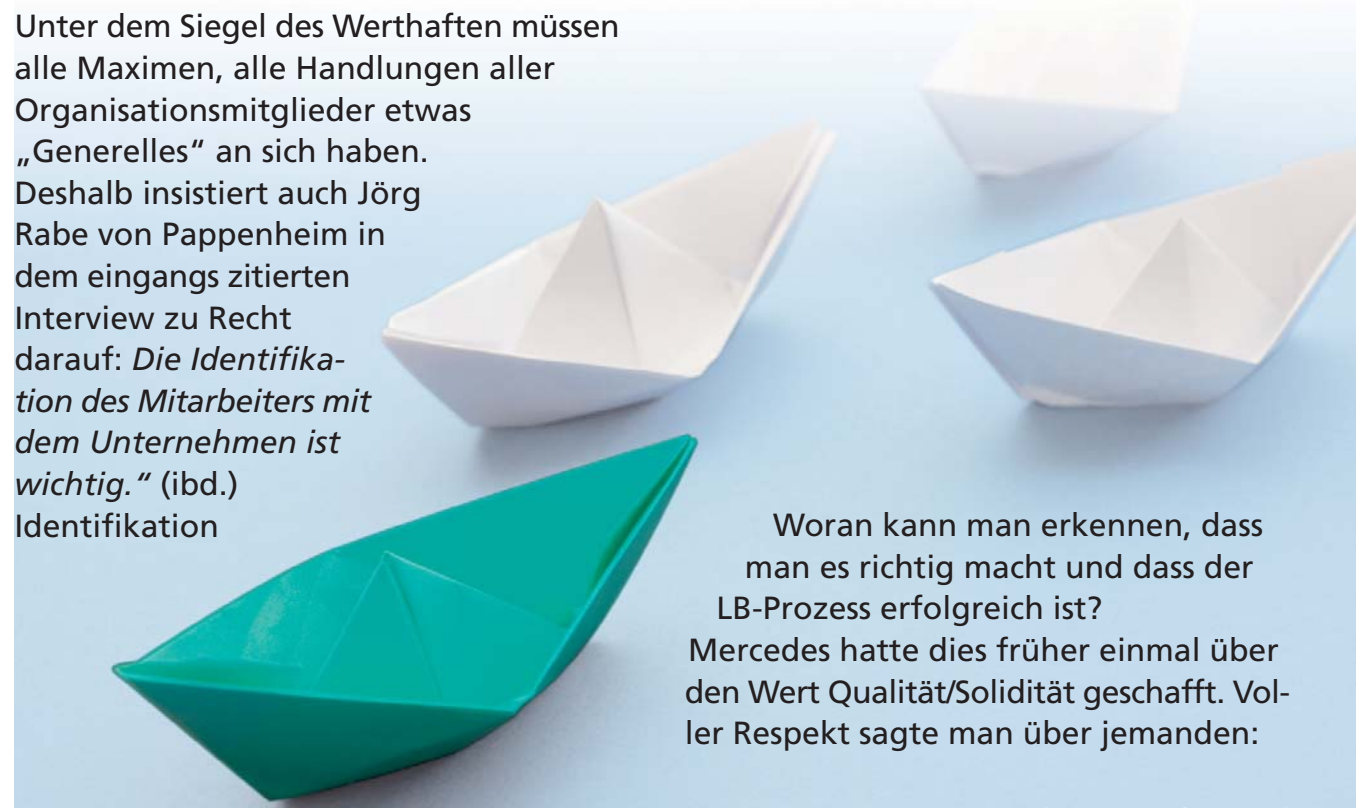 Unter dem Siegel des Werthaften müssen
alle Maximen, alle Handlungen aller
Organisationsmitglieder etwas
„Generelles“ an sich haben.
Deshalb insistiert auch Jörg
Rabe von Pappenheim in
dem eingangs zitierten
Interview zu Recht
darauf: Die Identifika-
tion des Mitarbeiters mit
dem Unternehmen ist
wichtig.“ (ibd.)
Identifikation
Woran kann man erkennen, dass
man es richtig macht und dass der
LB-Prozess erfolgreich ist?
Mercedes hatte dies früher einmal über
den Wert Qualität/Solidität geschafft. Vol-
ler Respekt sagte man über jemanden: